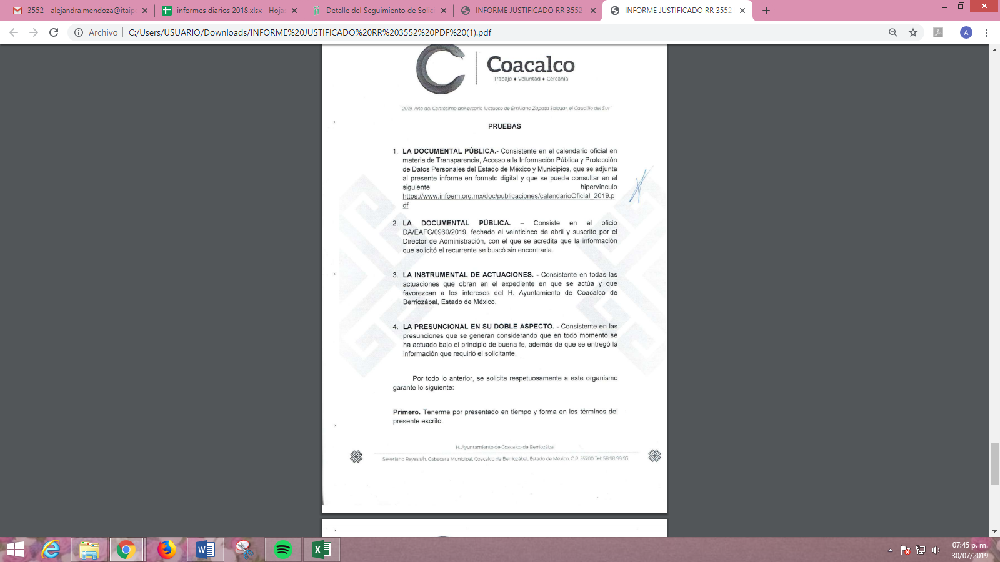 3552 - alejandra.mendoza@itaip
informes diarios 2018.xlsx - Hoja
Detalle del Seguimiento de Solic
INFORME JUSTIFICADO RR 3552
INFORME JUSTIFICADO RR 3552
Archivo C:/Users/USUARIO/Downloads/INFORME%20JUSTIFICADO%20RR%203552%20PDF%20(1).pdf
A
Coacalco
Trabajo ◆ Voluntad ◆ Cercanía
"2019. Año del Centésimo aniversario luctuoso de Emiliano Zapata Salazar, el Caudillo del Sur"
PRUEBAS
1. LA DOCUMENTAL PÚBLICA.- Consistente en el calendario oficial en
materia de Transparencia, Acceso a la Información Pública y Protección
de Datos Personales del Estado de México y Municipios, que se adjunta
al presente informe en formato digital y que se puede consultar en el
siguiente hipervínculo
https://www.infoem.org.mx/doc/publicaciones/calendarioOficial_2019.p
df
2. LA DOCUMENTAL PÚBLICA. – Consiste en el oficio
DA/EAFC/0960/2019, fechado el veinticinco de abril y suscrito por el
Director de Administración, con el que se acredita que la información
que solicitó el recurrente se buscó sin encontrarla.
3. LA INSTRUMENTAL DE ACTUACIONES. - Consistente en todas las
actuaciones que obran en el expediente en que se actúa y que
favorezcan a los intereses del H. Ayuntamiento de Coacalco de
Berriozábal, Estado de México.
4. LA PRESUNCIONAL EN SU DOBLE ASPECTO. - Consistente en las
presunciones que se generan considerando que en todo momento se
ha actuado bajo el principio de buena fe, además de que se entregó la
información que requirió el solicitante.
Por todo lo anterior, se solicita respetuosamente a este organismo
garante lo siguiente:
Primero. Tenerme por presentado en tiempo y forma en los términos del
presente escrito.
H. Ayuntamiento de Coacalco de Berriozábal
Severiano Reyes s/n, Cabecera Municipal, Coacalco de Berriozábal, Estado de México, C.P. 55700 Tel: 58 98 99 93
07:45 p. m.
30/07/2019